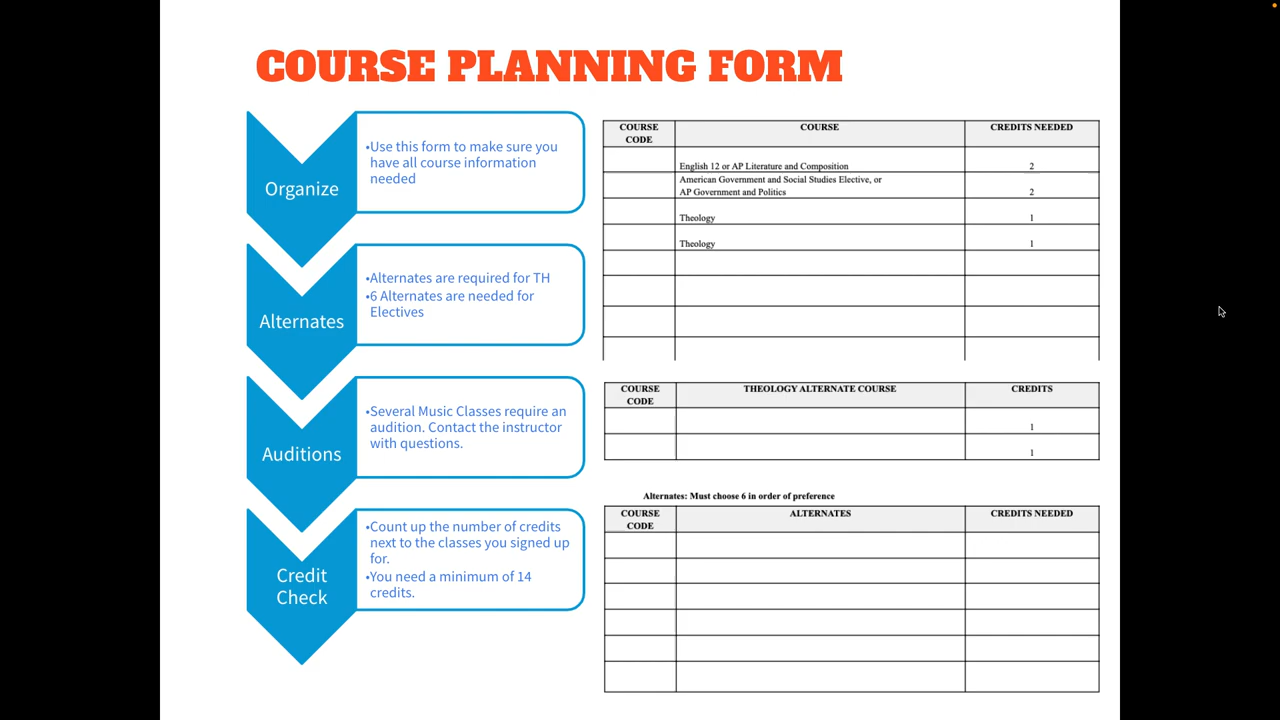 COURSE PLANNING FORM
Organize
•Use this form to make sure you
have all course information
needed
Alternates
•Alternates are required for TH
•6 Alternates are needed for
Electives
Auditions
•Several Music Classes require an
audition. Contact the instructor
with questions.
Credit
Check
•Count up the number of credits
next to the classes you signed up
for.
•You need a minimum of 14
credits.
COURSE
CODE
COURSE
CREDITS NEEDED
English 12 or AP Literature and Composition
2
American Government and Social Studies Elective, or
AP Government and Politics
2
Theology
1
Theology
1
COURSE
CODE
THEOLOGY ALTERNATE COURSE
CREDITS
1
1
Alternates: Must choose 6 in order of preference
COURSE
CODE
ALTERNATES
CREDITS NEEDED